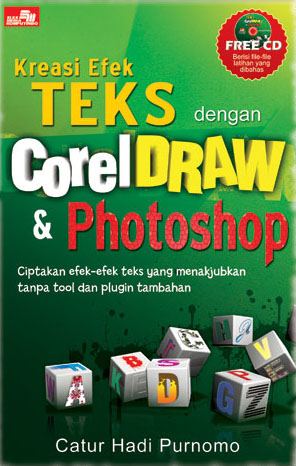 FREE CD
Berisi file-file
latihan yang
dibahas
Kreasi Efek
TEKS dengan
CorelDRAW
& Photoshop
Ciptakan efek-efek teks yang menakjubkan
tanpa tool dan plugin tambahan
Catur Hadi Purnomo